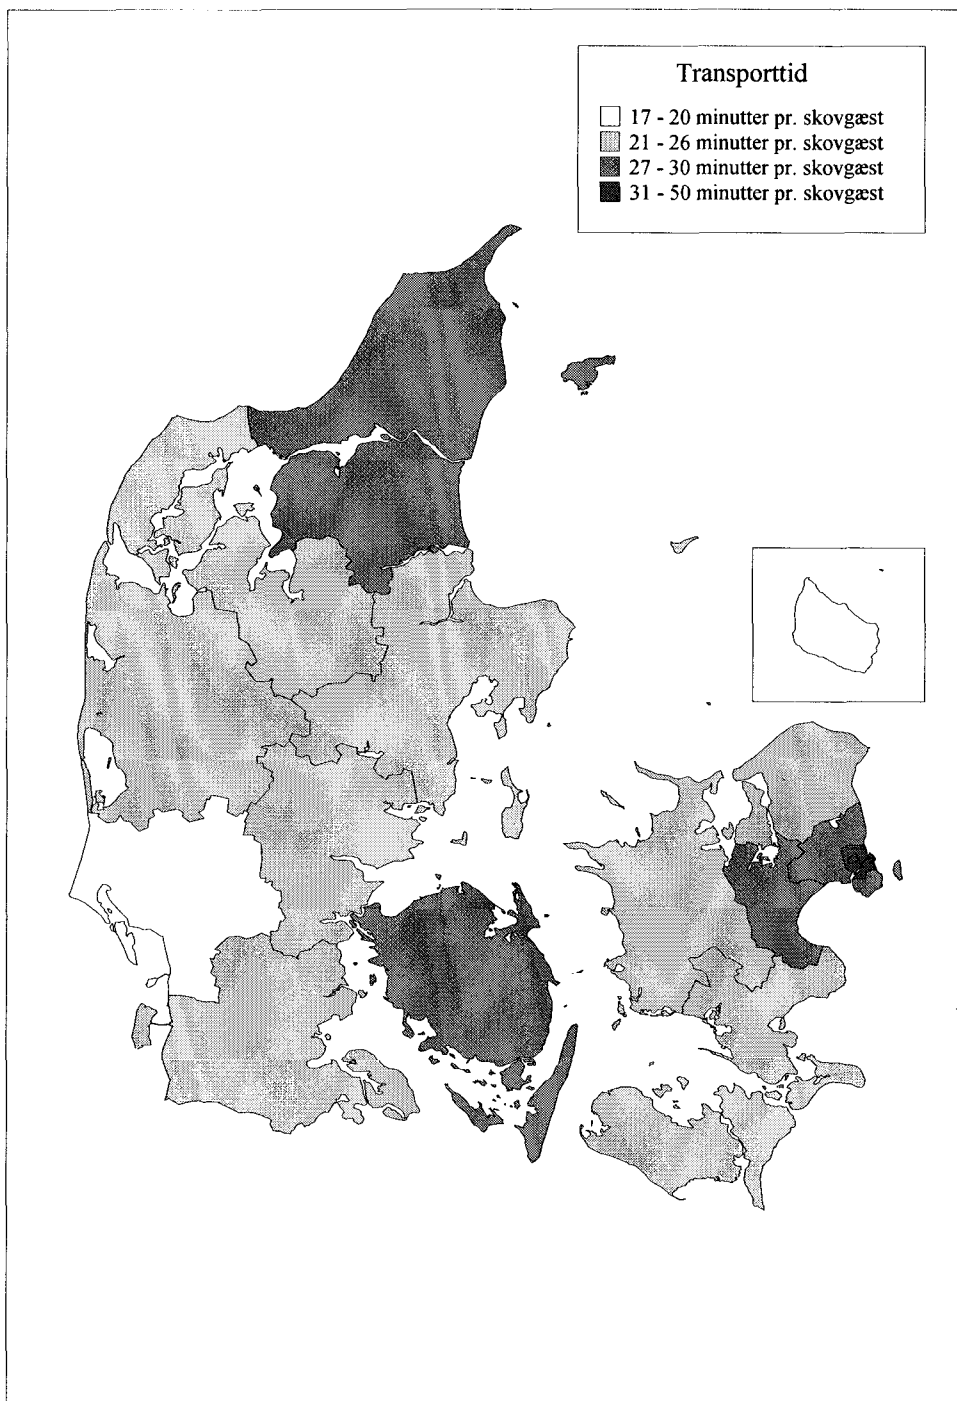 Transporttid
17 - 20 minutter pr. skovgæst
21 - 26 minutter pr. skovgæst
27 - 30 minutter pr. skovgæst
31 - 50 minutter pr. skovgæst